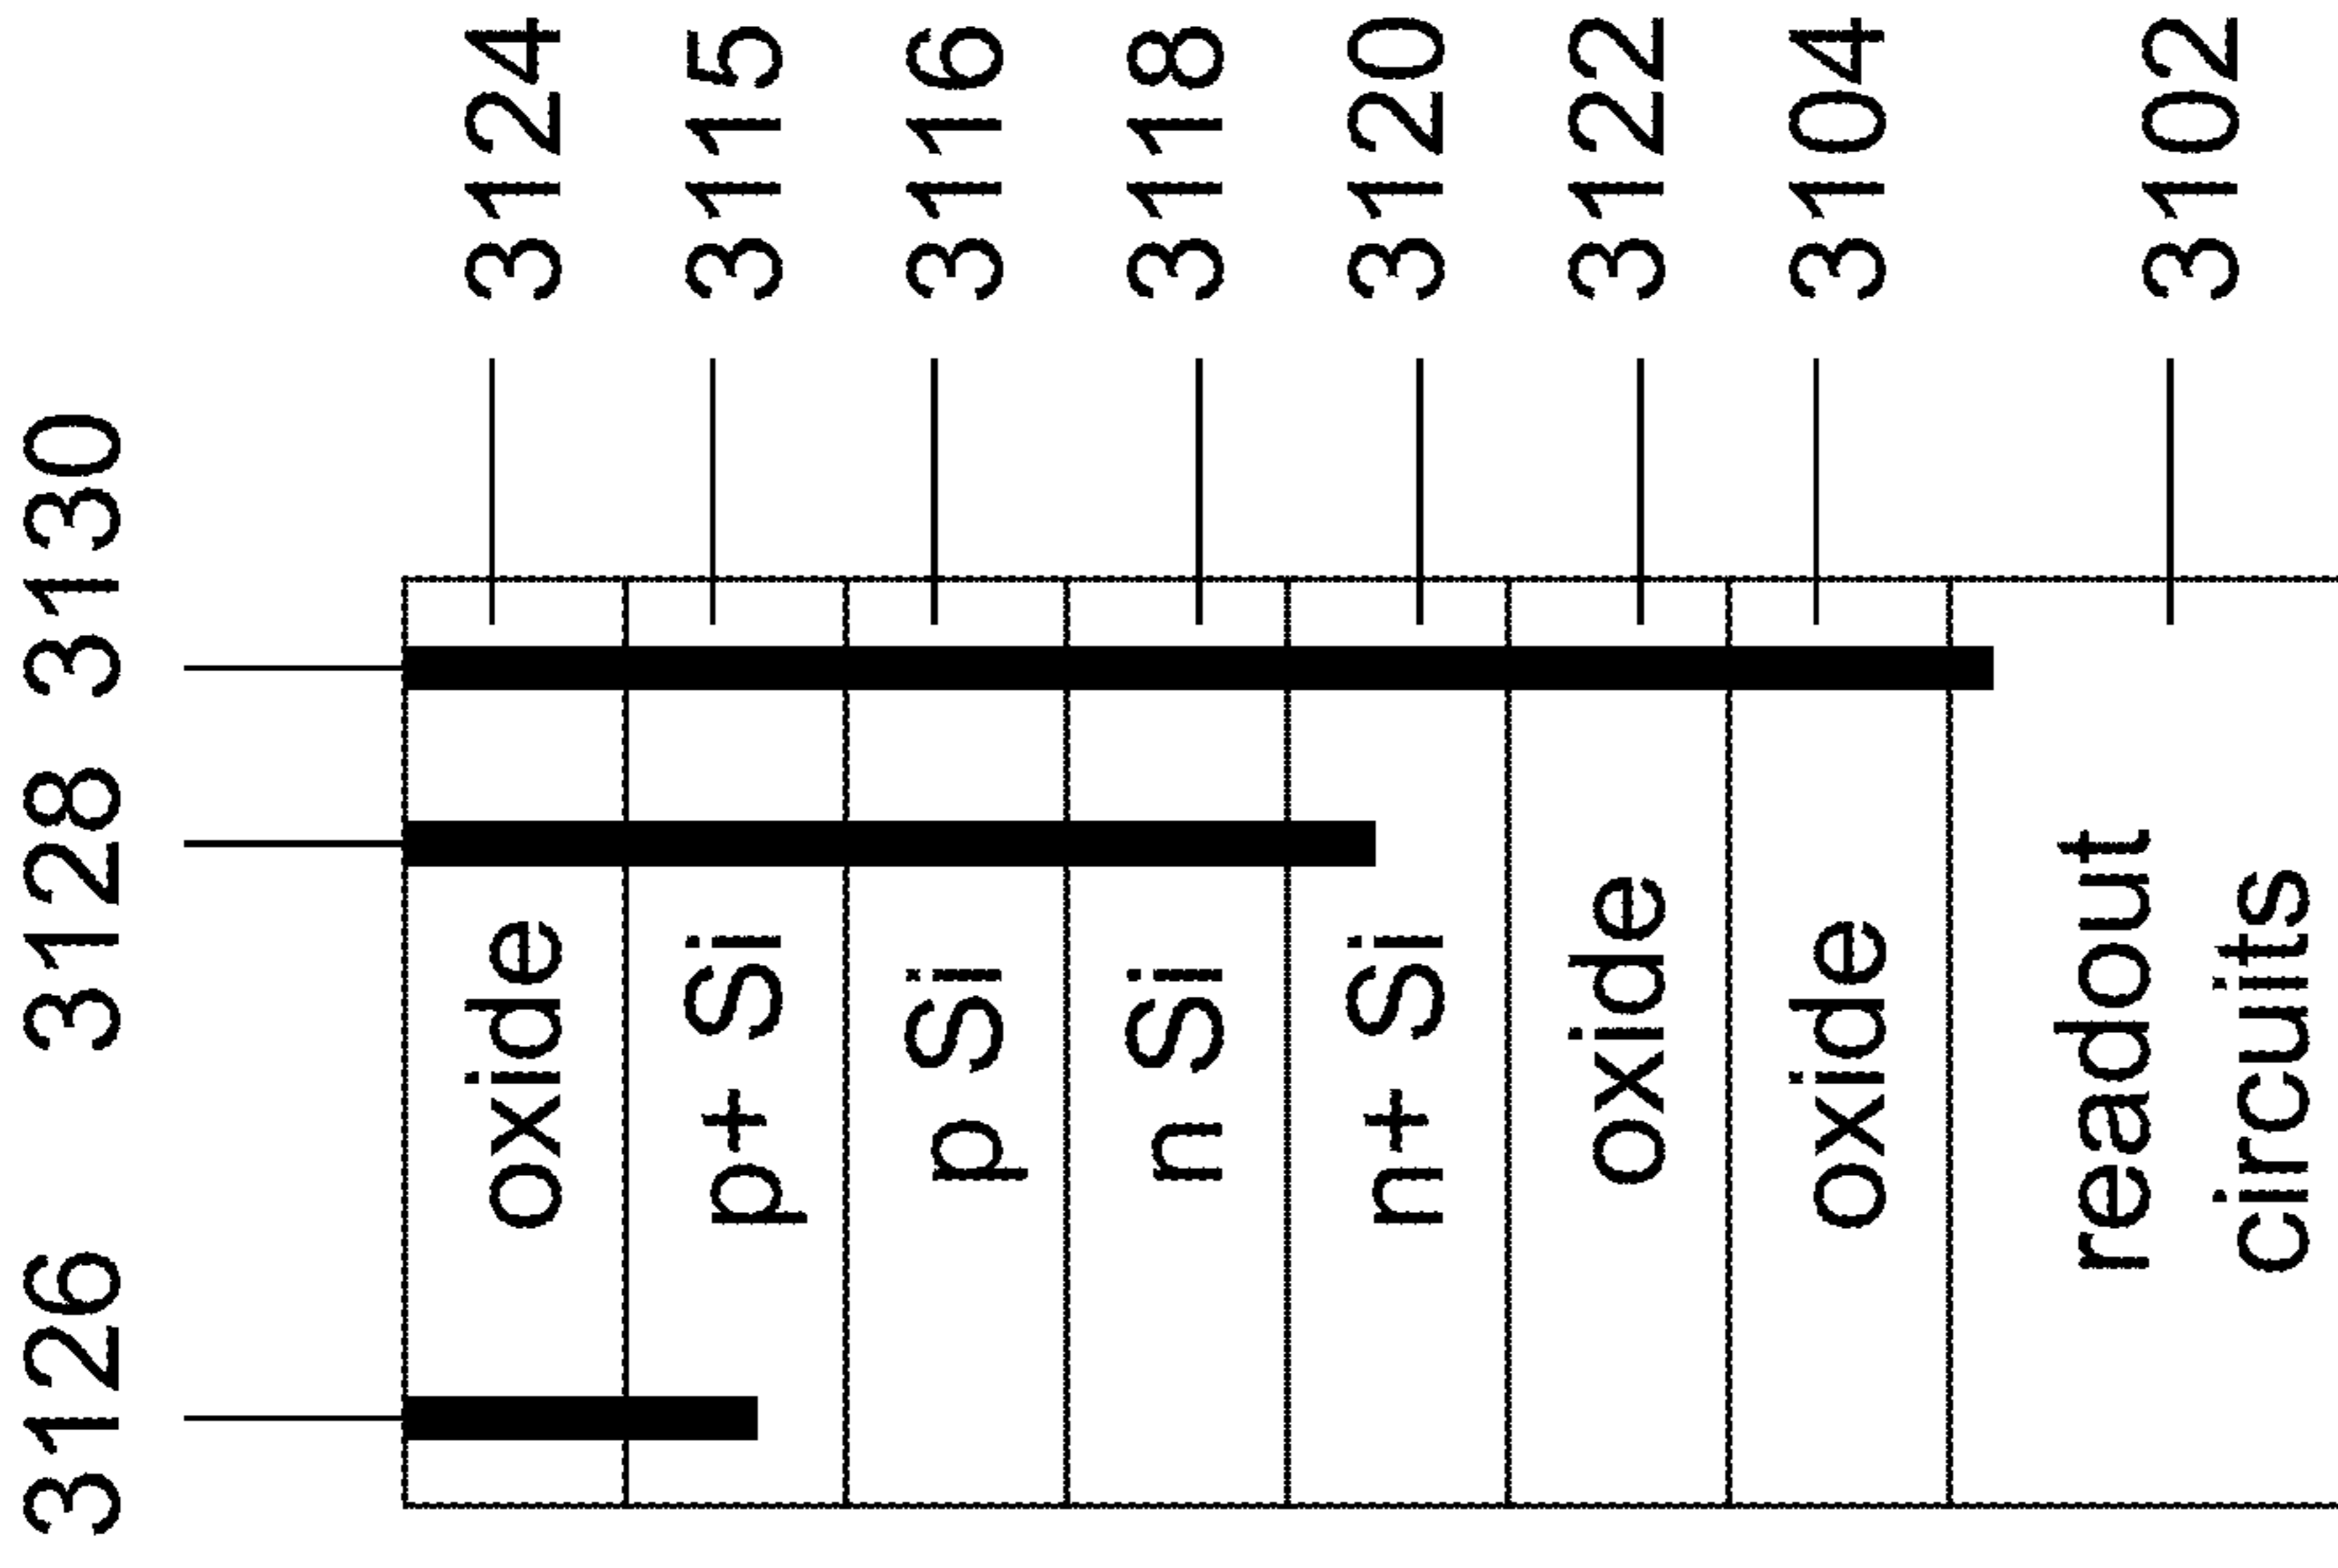 3126 3128 3130
oxide 3124
p+ Si 3115
p Si 3116
n Si 3118
n+ Si 3120
oxide 3122
oxide 3104
readout 3102
circuits